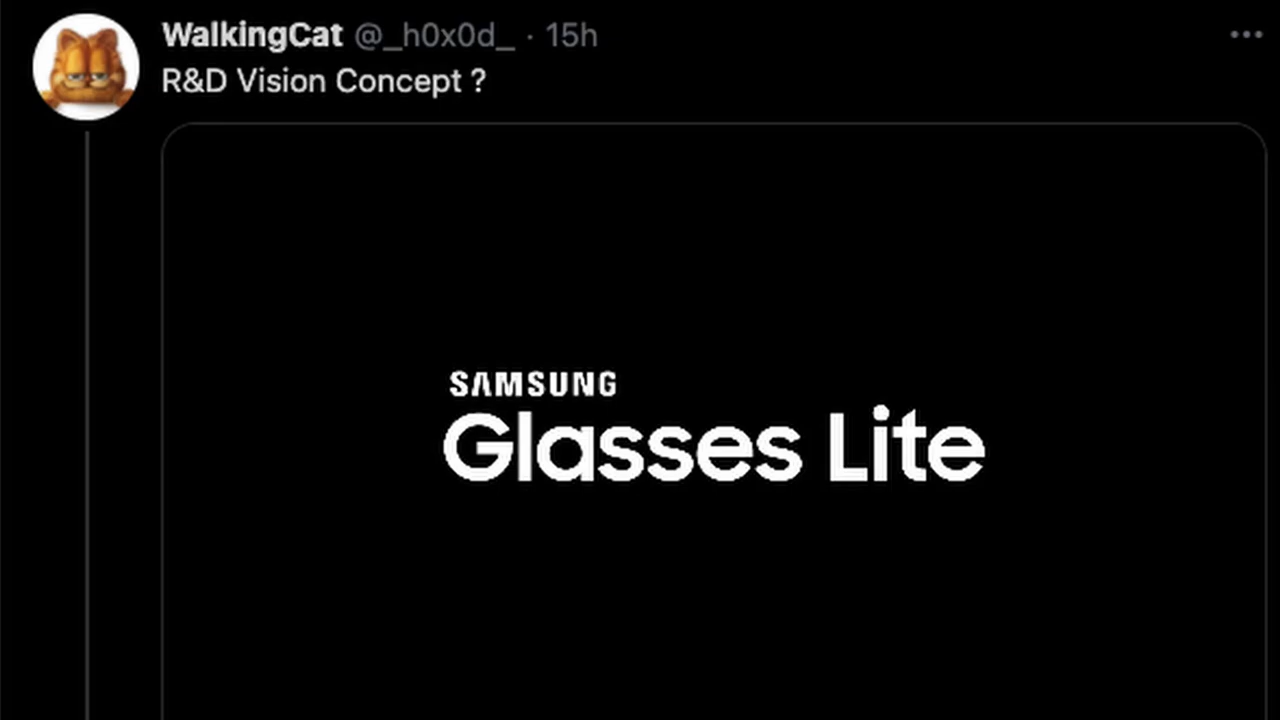 WalkingCat @_h0x0d_ · 15h
R&D Vision Concept ?
SAMSUNG
Glasses Lite